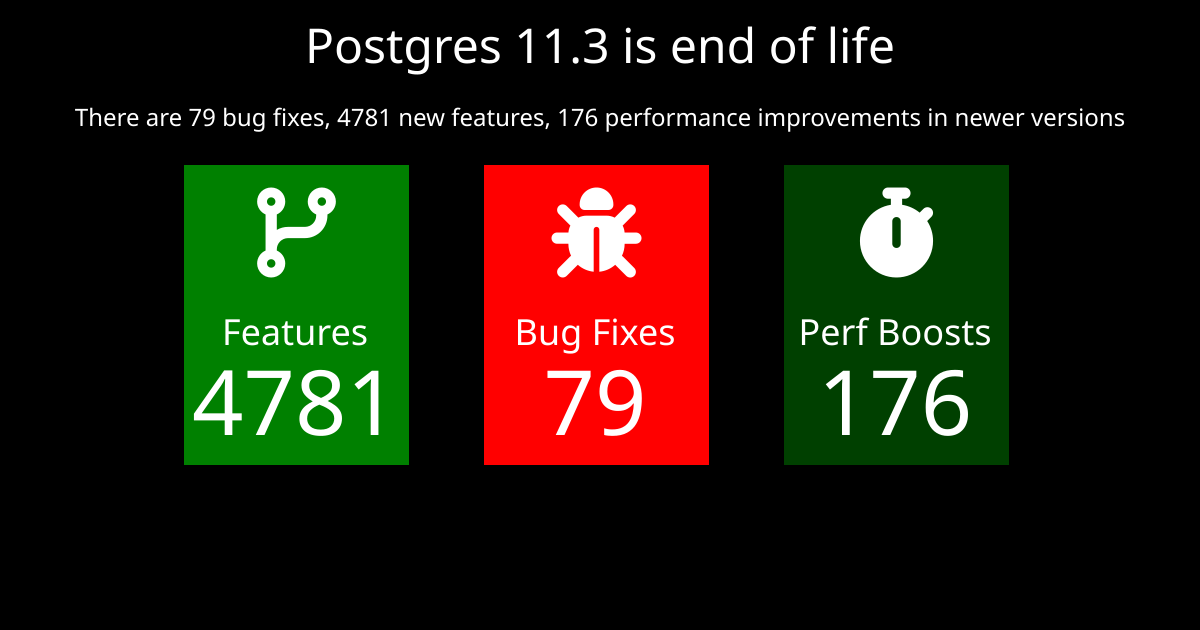 Postgres 11.3 is end of life
There are 79 bug fixes, 4781 new features, 176 performance improvements in newer versions
Features
4781
Bug Fixes
79
Perf Boosts
176